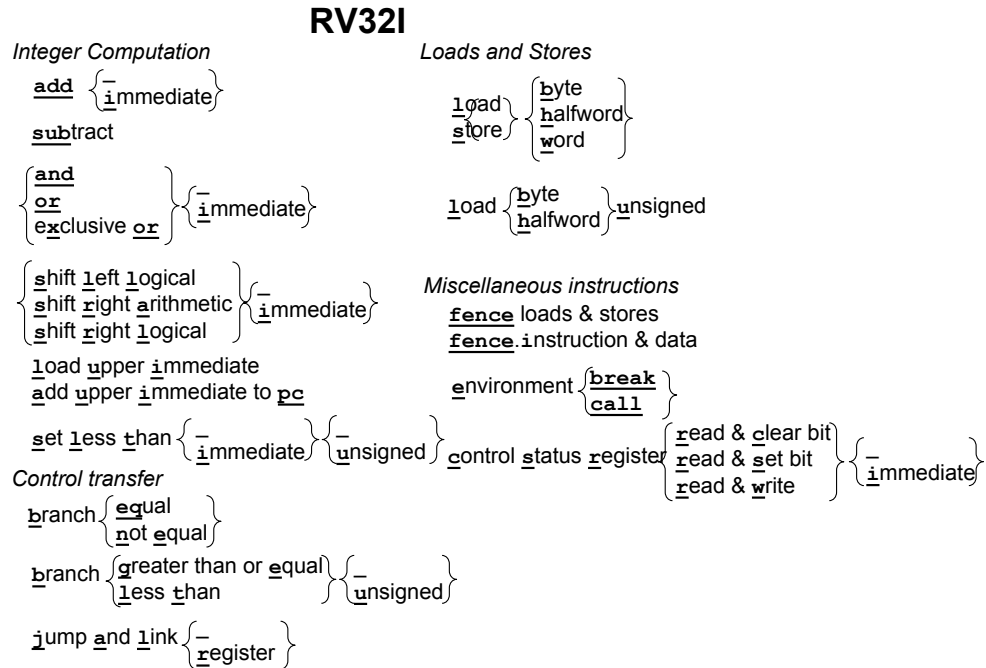 RV32I
Integer Computation
add { _ immediate }
subtract
{ and
or
exclusive or } { _ immediate }
{ shift left logical
shift right arithmetic
shift right logical } { _ immediate }
load upper immediate
add upper immediate to pc
set less than { _ immediate } { _ unsigned }
Control transfer
branch { equal
not equal }
branch { greater than or equal
less than } { _ unsigned }
jump and link { _ register }
Loads and Stores
{ load
store } { byte
halfword
word }
load { byte
halfword } unsigned
Miscellaneous instructions
fence loads & stores
fence.instruction & data
environment { break
call }
control status register { read & clear bit
read & set bit
read & write } { _ immediate }